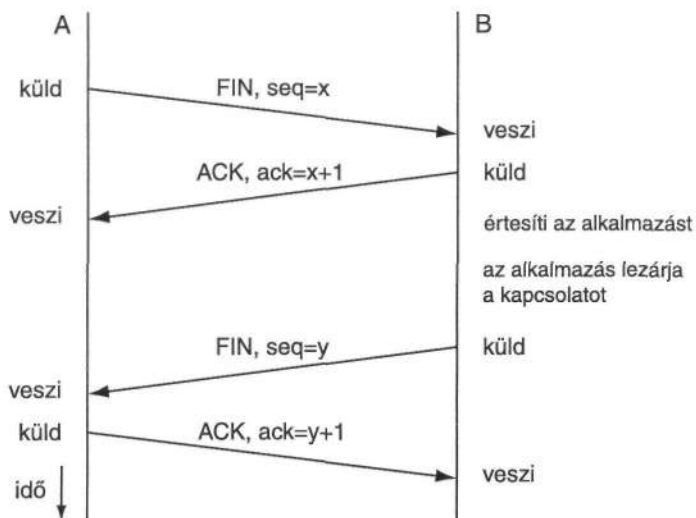 A
B
küld
FIN, seq=x
veszi
ACK, ack=x+1
küld
veszi
értesíti az alkalmazást
az alkalmazás lezárja
a kapcsolatot
FIN, seq=y
küld
veszi
küld
ACK, ack=y+1
veszi
idő